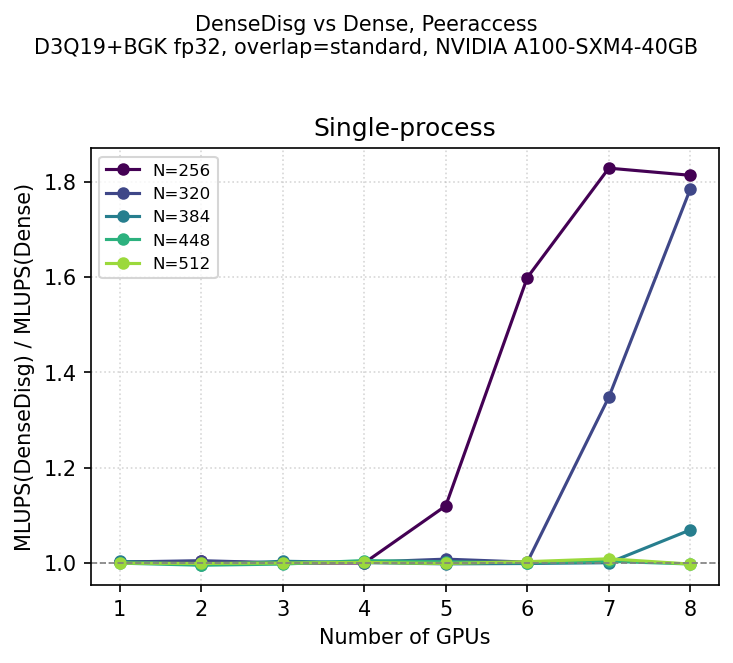 DenseDisg vs Dense, Peeraccess
D3Q19+BGK fp32, overlap=standard, NVIDIA A100-SXM4-40GB
Single-process
N=256
N=320
N=384
N=448
N=512
MLUPS(DenseDisg) / MLUPS(Dense)
1.8
1.6
1.4
1.2
1.0
1 2 3 4 5 6 7 8
Number of GPUs